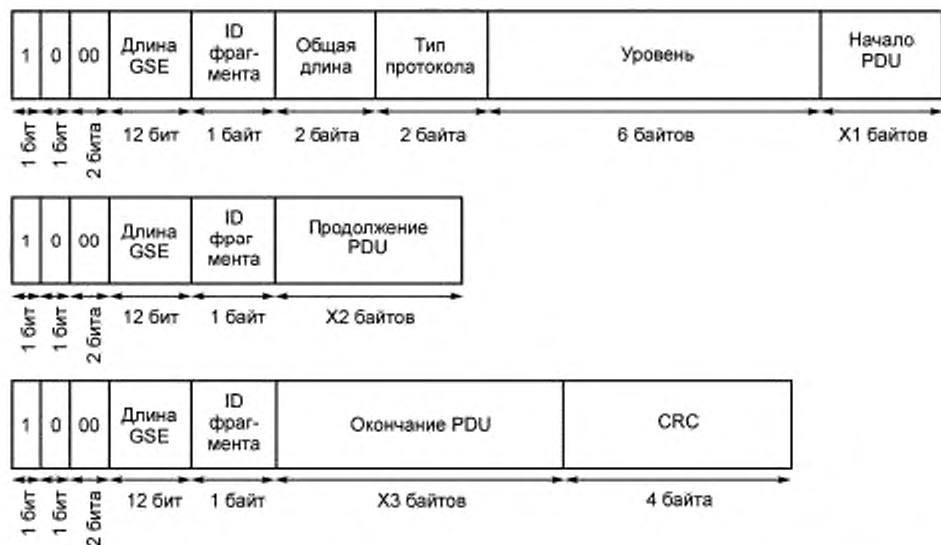 1 0 00 Длина GSE ID фраг- мента Общая длина Тип протокола Уровень Начало PDU
1 бит 1 бит 2 бита 12 бит 1 байт 2 байта 2 байта 6 байтов X1 байтов
1 0 00 Длина GSE ID фраг мента Продолжение PDU
1 бит 1 бит 2 бита 12 бит 1 байт X2 байтов
1 0 00 Длина GSE ID фраг- мента Окончание PDU CRC
1 бит 1 бит 2 бита 12 бит 1 байт X3 байтов 4 байта